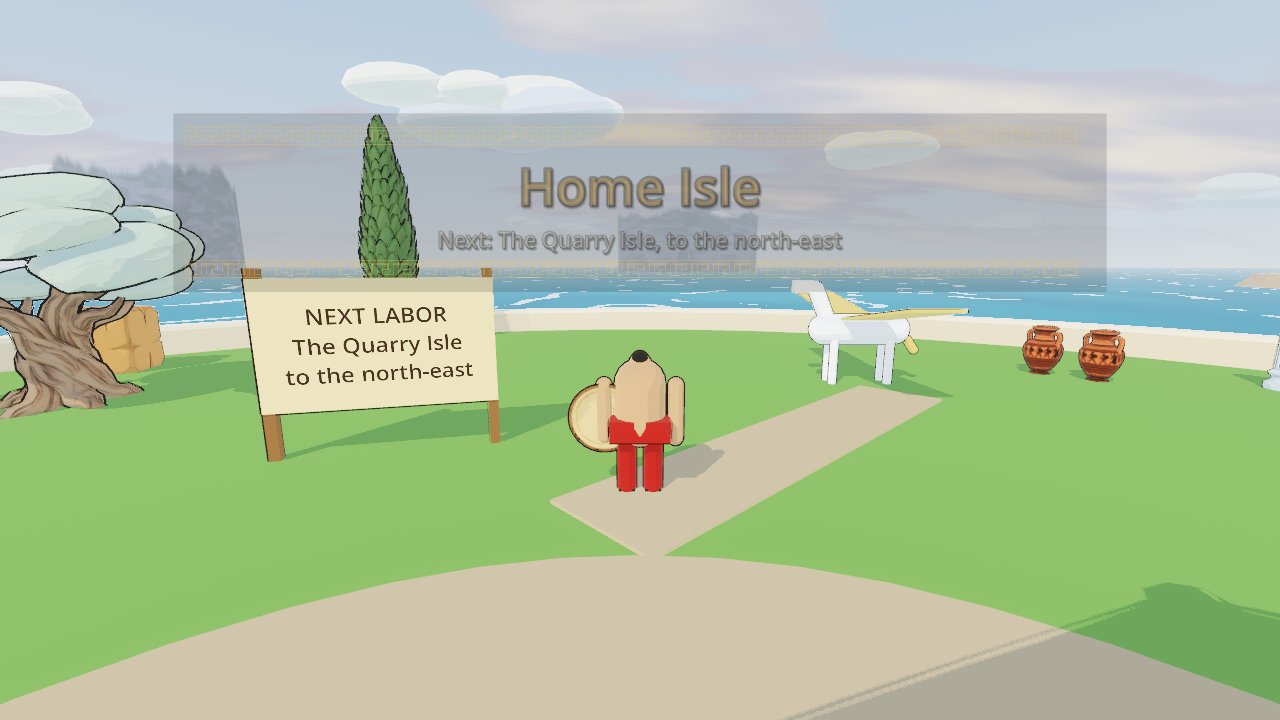 Home Isle
Next: The Quarry Isle, to the north-east
NEXT LABOR
The Quarry Isle
to the north-east